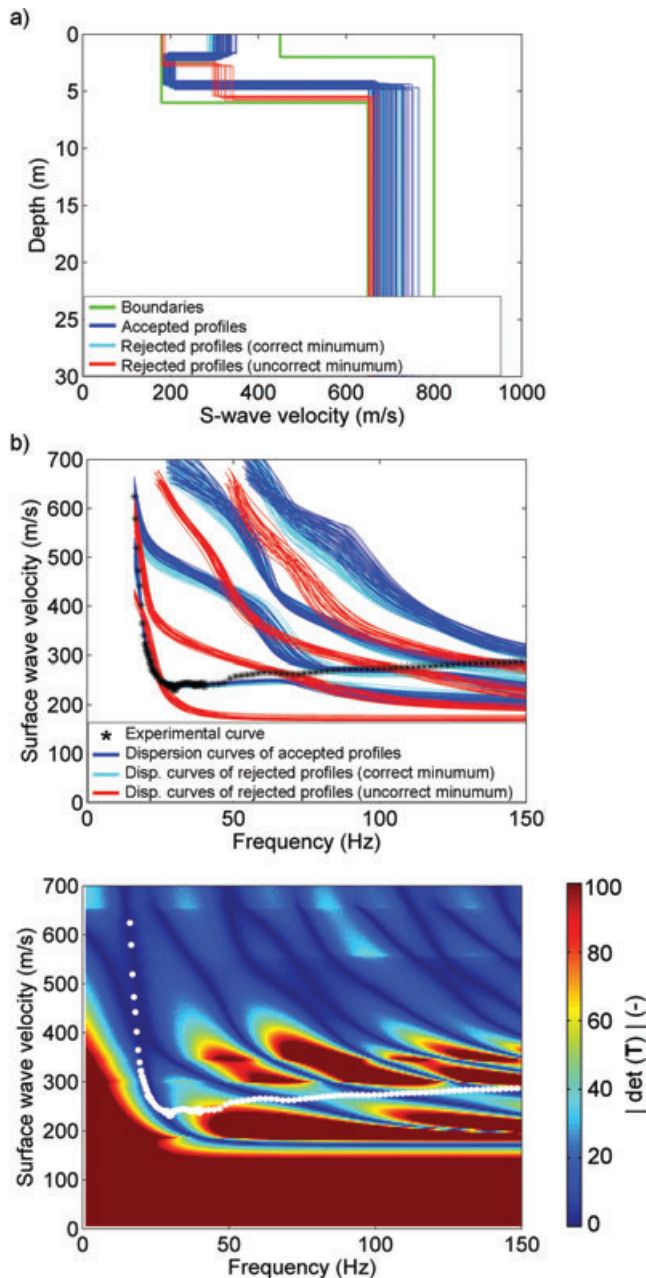 a)
0 200 400 600 800 1000
0
5
10
15
20
25
30
Depth (m)
S-wave velocity (m/s)
Boundaries
Accepted profiles
Rejected profiles (correct minumum)
Rejected profiles (uncorrect minumum)
b)
700
600
500
400
300
200
100
0
Surface wave velocity (m/s)
* Experimental curve
Dispersion curves of accepted profiles
Disp. curves of rejected profiles (correct minumum)
Disp. curves of rejected profiles (uncorrect minumum)
0 50 100 150
Frequency (Hz)
700
600
500
400
300
200
100
0
Surface wave velocity (m/s)
0 50 100 150
Frequency (Hz)
100
80
60
40
20
0
| det (T) | (-)